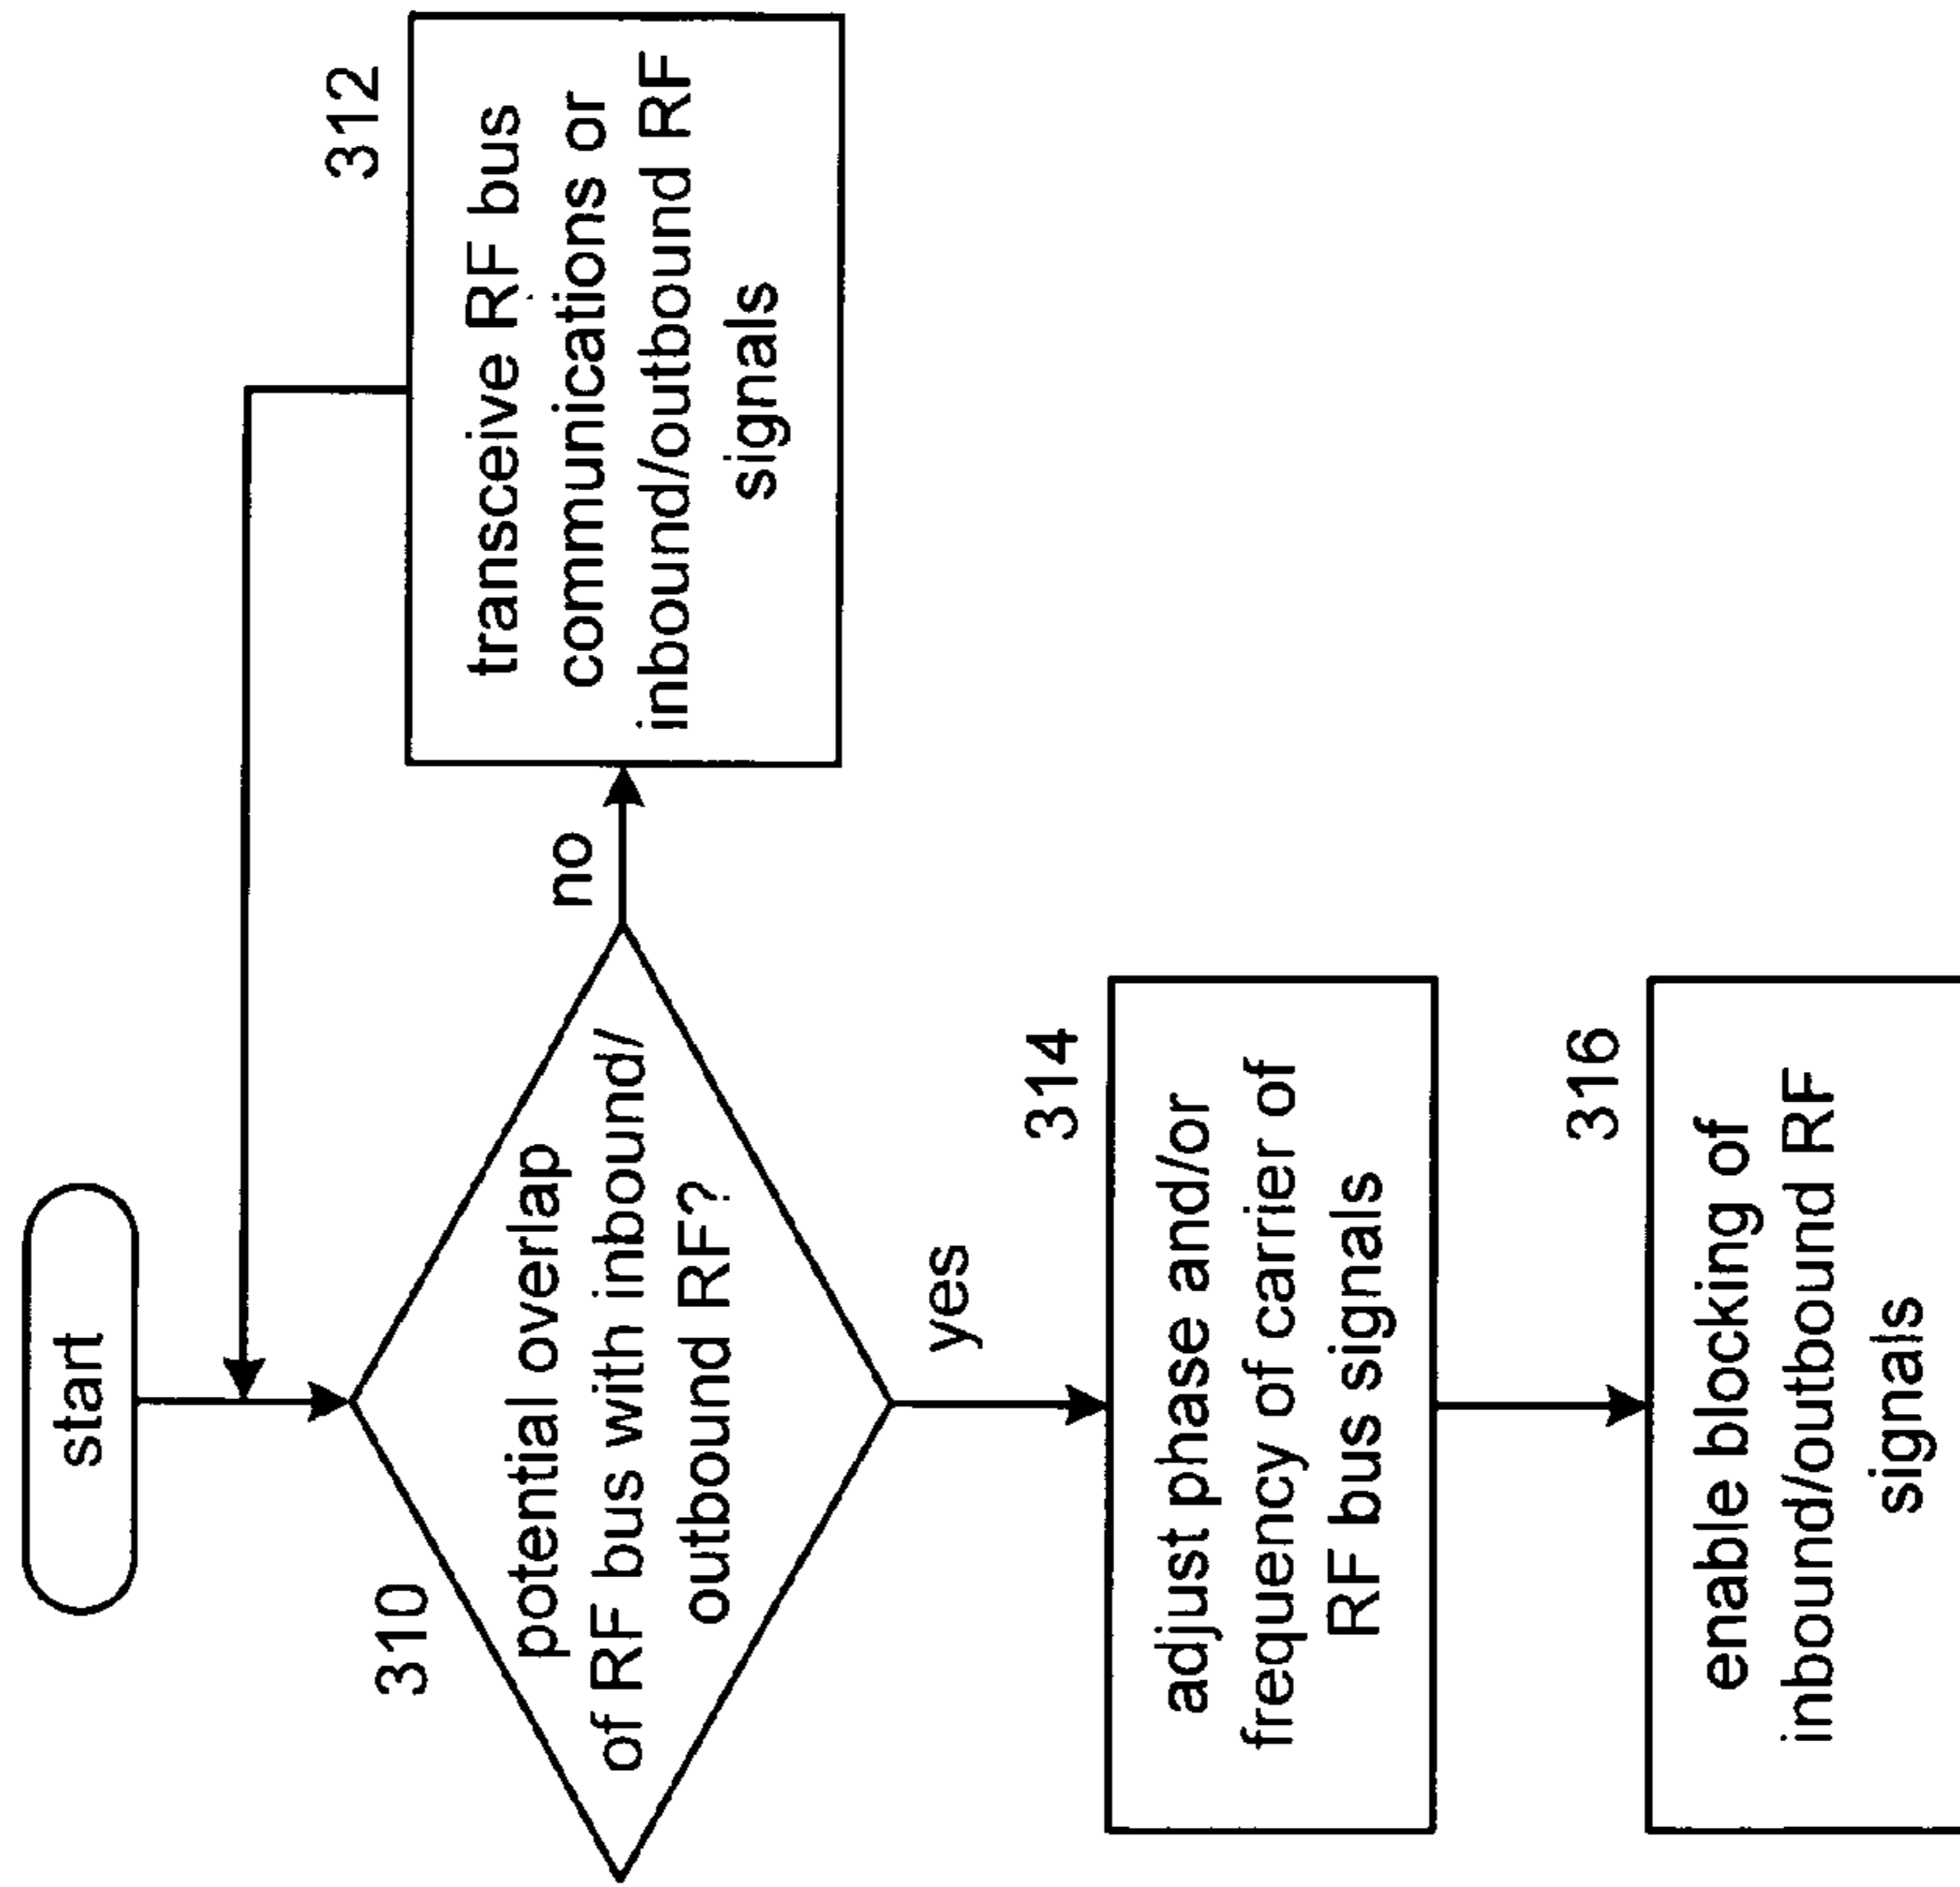 start
310
potential overlap
of RF bus with inbound/
outbound RF?
no
312
transceive RF bus
communications or
inbound/outbound RF
signals
yes
314
adjust phase and/or
frequency of carrier of
RF bus signals
316
enable blocking of
inbound/outbound RF
signals